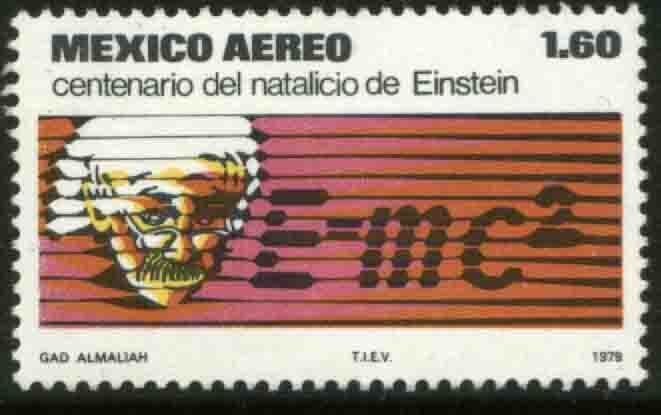 MEXICO AEREO 1.60
centenario del natalicio de Einstein
E=mc²
GAD ALMALIAH T.I.E.V. 1979